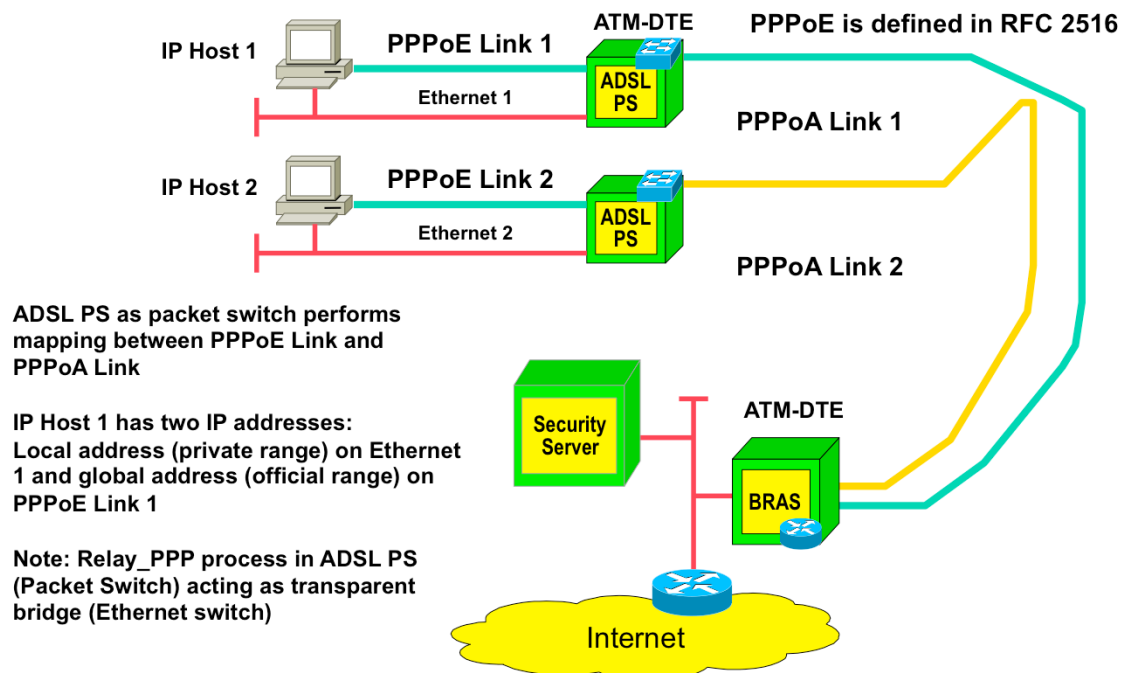 ATM-DTE
PPPoE is defined in RFC 2516
IP Host 1
PPPoE Link 1
ADSL
PS
Ethernet 1
PPPoA Link 1
IP Host 2
PPPoE Link 2
ADSL
PS
Ethernet 2
PPPoA Link 2
ADSL PS as packet switch performs
mapping between PPPoE Link and
PPPoA Link
IP Host 1 has two IP addresses:
Local address (private range) on Ethernet
1 and global address (official range) on
PPPoE Link 1
Note: Relay_PPP process in ADSL PS
(Packet Switch) acting as transparent
bridge (Ethernet switch)
Security
Server
ATM-DTE
BRAS
Internet